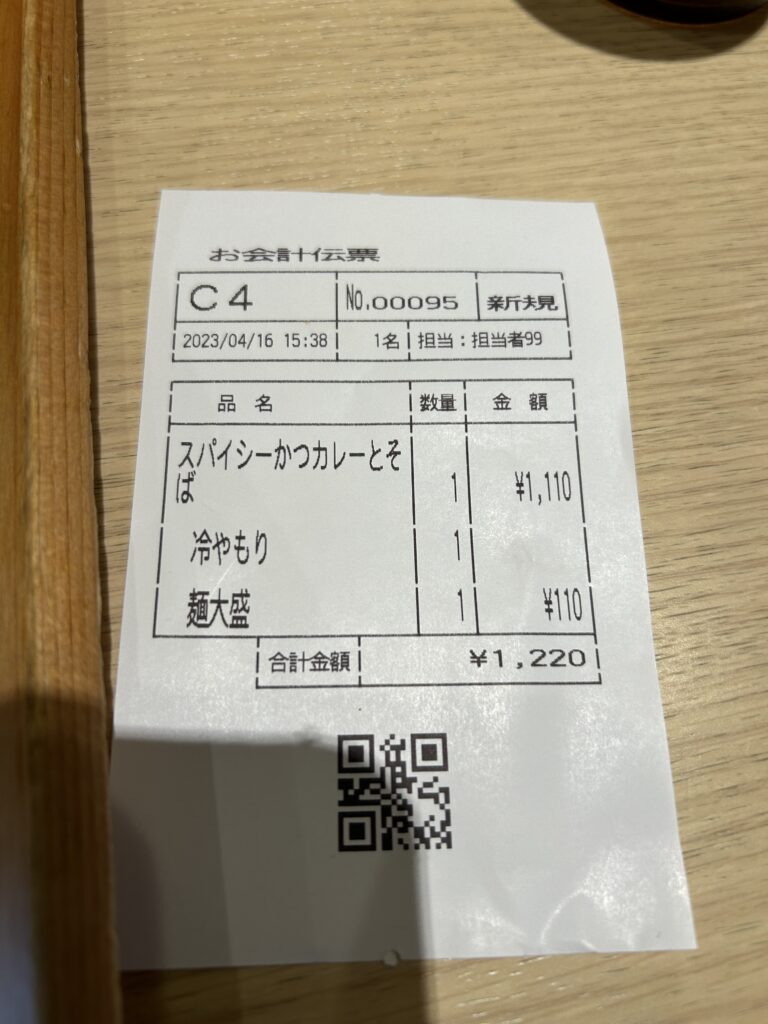 お会計伝票
C4 No.00095 新規
2023/04/16 15:38 1名 担当:担当者99
品 名 数量 金 額
スパイシーかつカレーとそ
ば 1 ¥1,110
冷やもり 1
麺大盛 1 ¥110
合計金額 ¥1,220